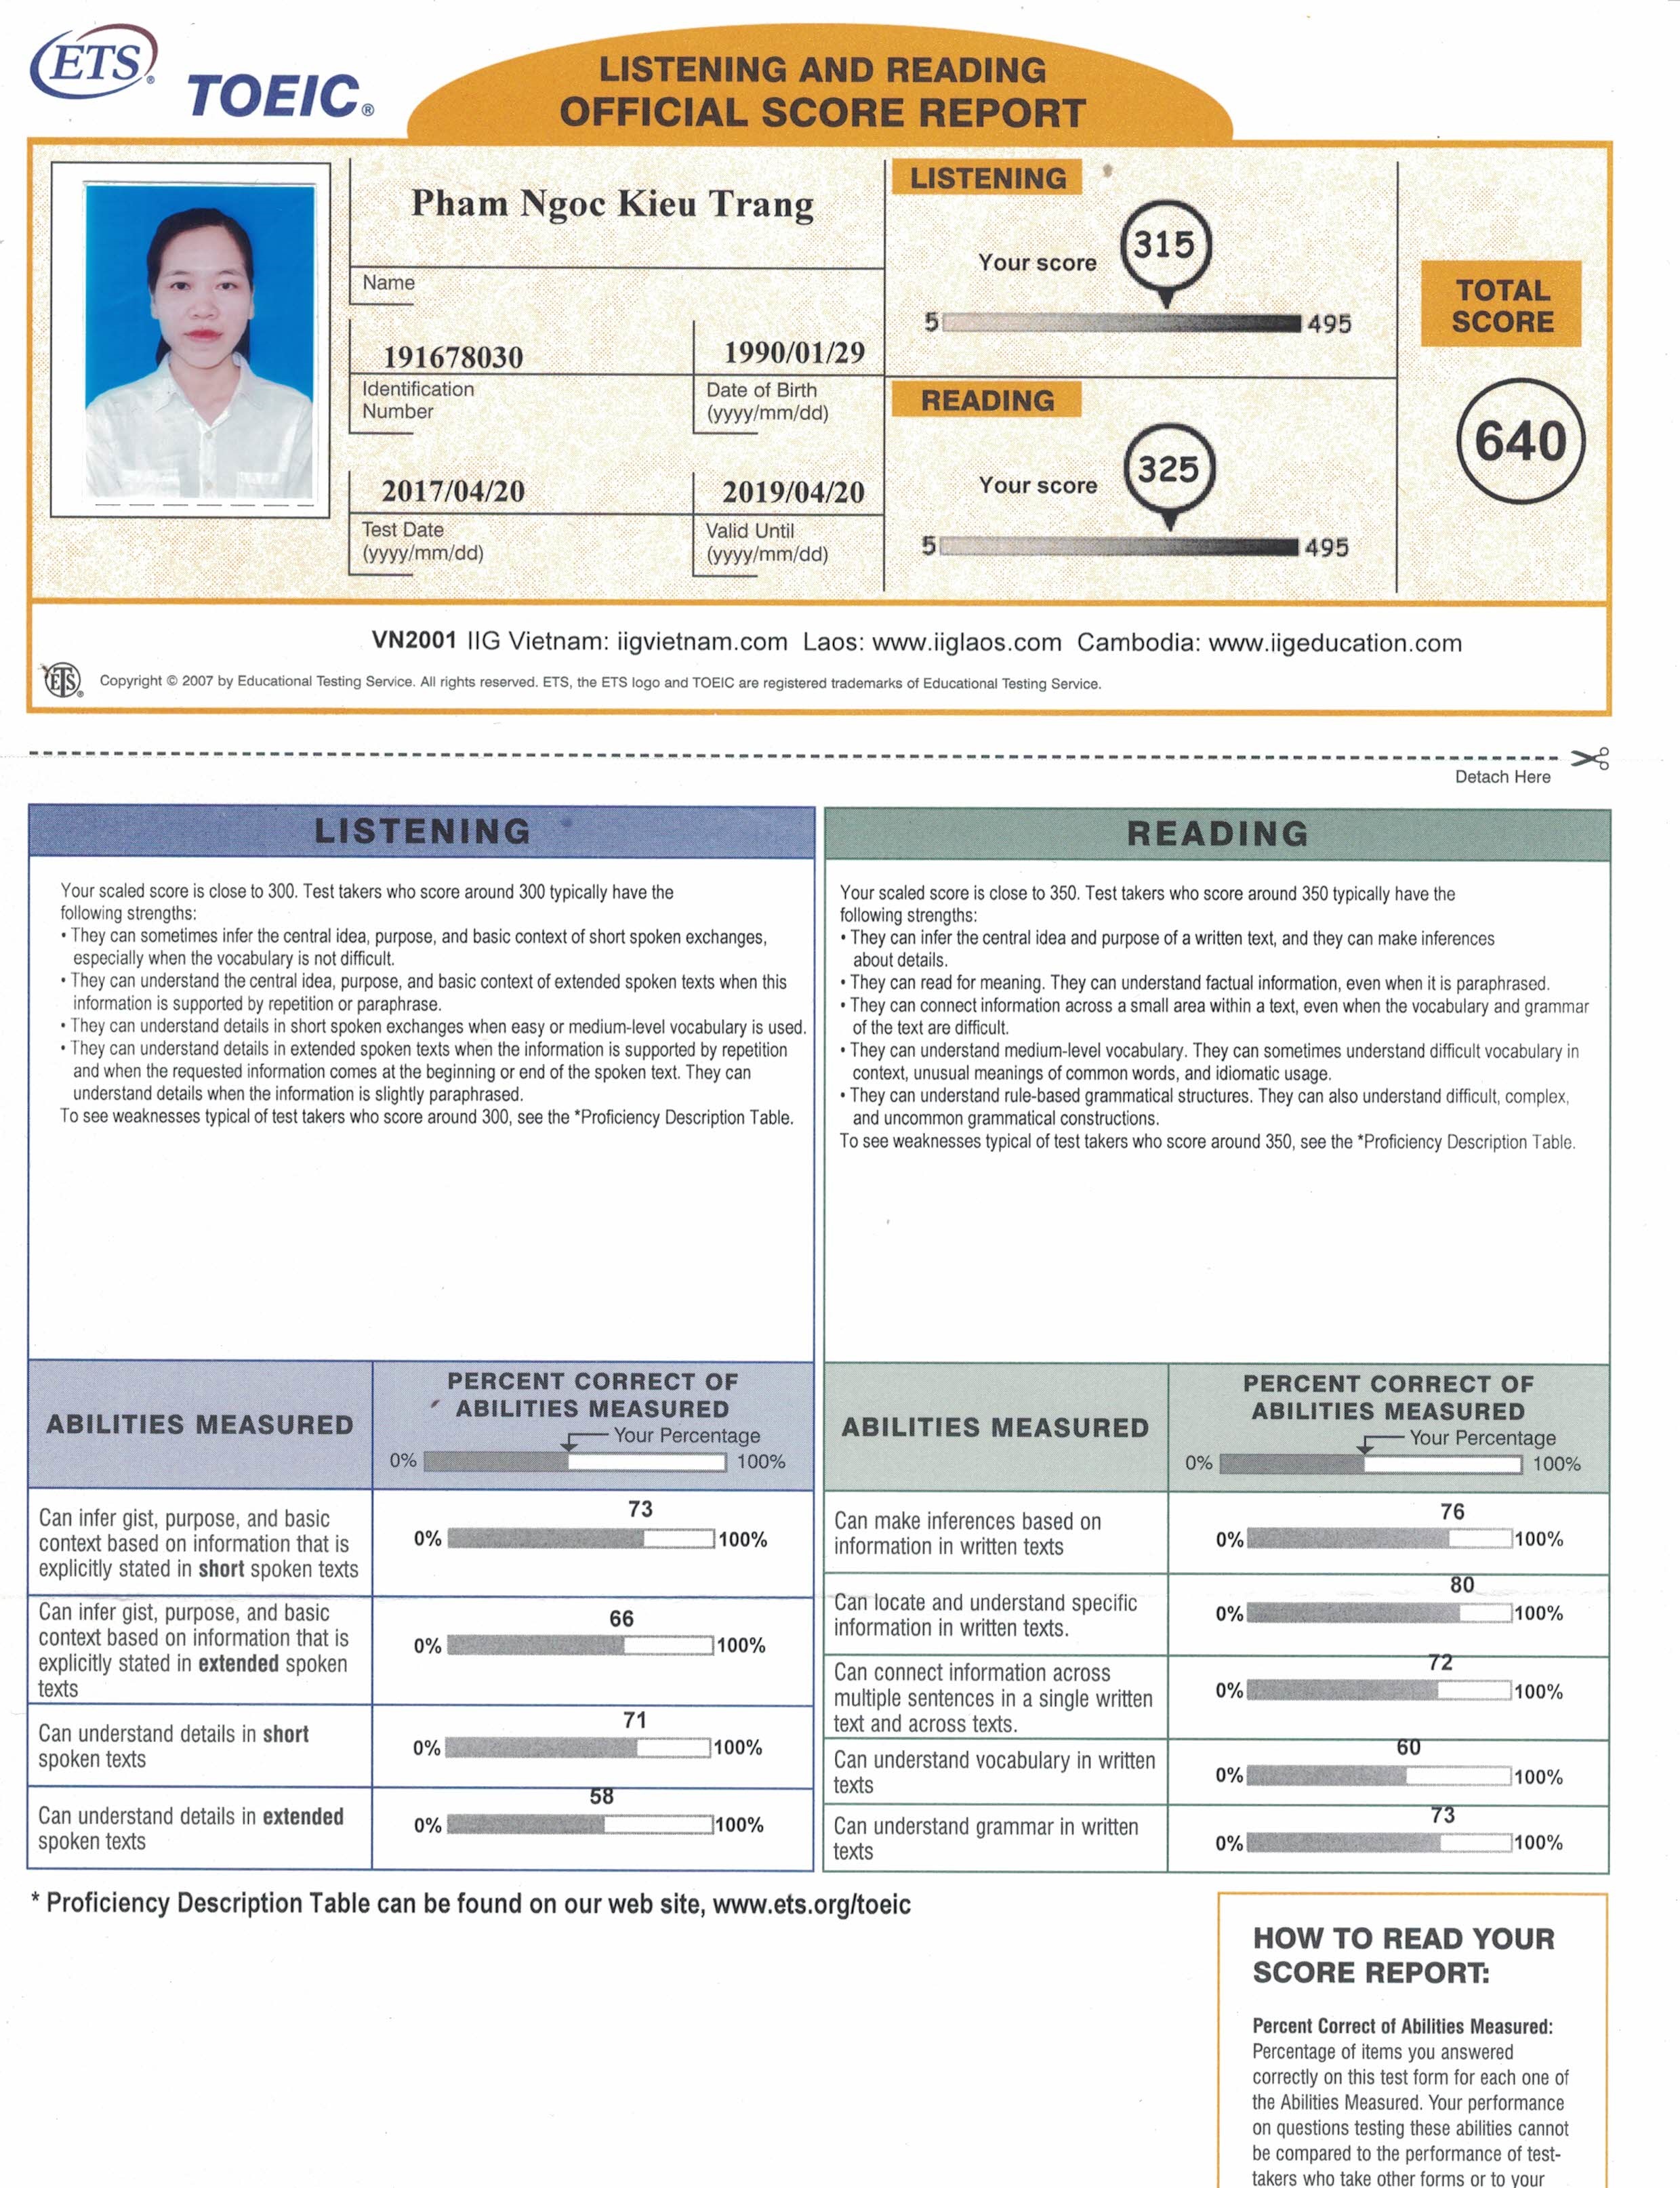 ETS®
TOEIC®
LISTENING AND READING
OFFICIAL SCORE REPORT
Pham Ngoc Kieu Trang
Name
191678030
Identification
Number
1990/01/29
Date of Birth
(yyyy/mm/dd)
2017/04/20
Test Date
(yyyy/mm/dd)
2019/04/20
Valid Until
(yyyy/mm/dd)
LISTENING
Your score
315
5 495
READING
Your score
325
5 495
TOTAL
SCORE
640
VN2001 IIG Vietnam: iigvietnam.com Laos: www.iiglaos.com Cambodia: www.iigeducation.com
ETS® Copyright © 2007 by Educational Testing Service. All rights reserved. ETS, the ETS logo and TOEIC are registered trademarks of Educational Testing Service.
Detach Here
LISTENING
Your scaled score is close to 300. Test takers who score around 300 typically have the
following strengths:
• They can sometimes infer the central idea, purpose, and basic context of short spoken exchanges,
especially when the vocabulary is not difficult.
• They can understand the central idea, purpose, and basic context of extended spoken texts when this
information is supported by repetition or paraphrase.
• They can understand details in short spoken exchanges when easy or medium-level vocabulary is used.
• They can understand details in extended spoken texts when the information is supported by repetition
and when the requested information comes at the beginning or end of the spoken text. They can
understand details when the information is slightly paraphrased.
To see weaknesses typical of test takers who score around 300, see the *Proficiency Description Table.
ABILITIES MEASURED
PERCENT CORRECT OF
ABILITIES MEASURED
Your Percentage
0% 100%
Can infer gist, purpose, and basic
context based on information that is
explicitly stated in short spoken texts
73
0% 100%
Can infer gist, purpose, and basic
context based on information that is
explicitly stated in extended spoken
texts
66
0% 100%
Can understand details in short
spoken texts
71
0% 100%
Can understand details in extended
spoken texts
58
0% 100%
READING
Your scaled score is close to 350. Test takers who score around 350 typically have the
following strengths:
• They can infer the central idea and purpose of a written text, and they can make inferences
about details.
• They can read for meaning. They can understand factual information, even when it is paraphrased.
• They can connect information across a small area within a text, even when the vocabulary and grammar
of the text are difficult.
• They can understand medium-level vocabulary. They can sometimes understand difficult vocabulary in
context, unusual meanings of common words, and idiomatic usage.
• They can understand rule-based grammatical structures. They can also understand difficult, complex,
and uncommon grammatical constructions.
To see weaknesses typical of test takers who score around 350, see the *Proficiency Description Table.
ABILITIES MEASURED
PERCENT CORRECT OF
ABILITIES MEASURED
Your Percentage
0% 100%
Can make inferences based on
information in written texts
76
0% 100%
Can locate and understand specific
information in written texts.
80
0% 100%
Can connect information across
multiple sentences in a single written
text and across texts.
72
0% 100%
Can understand vocabulary in written
texts
60
0% 100%
Can understand grammar in written
texts
73
0% 100%
* Proficiency Description Table can be found on our web site, www.ets.org/toeic
HOW TO READ YOUR
SCORE REPORT:
Percent Correct of Abilities Measured:
Percentage of items you answered
correctly on this test form for each one of
the Abilities Measured. Your performance
on questions testing these abilities cannot
be compared to the performance of test-
takers who take other forms or to your